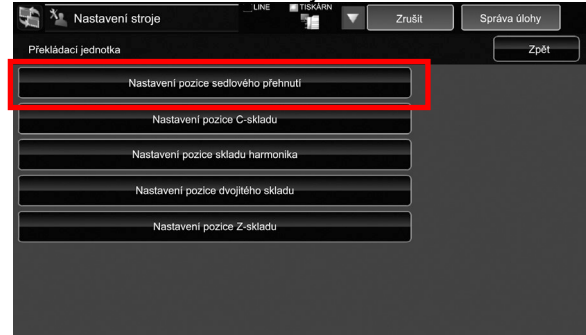 Nastavení stroje
LINE
TISKÁRN
Zrušit
Správa úlohy
Překládací jednotka
Zpět
Nastavení pozice sedlového přehnutí
Nastavení pozice C-skladu
Nastavení pozice skladu harmonika
Nastavení pozice dvojitého skladu
Nastavení pozice Z-skladu